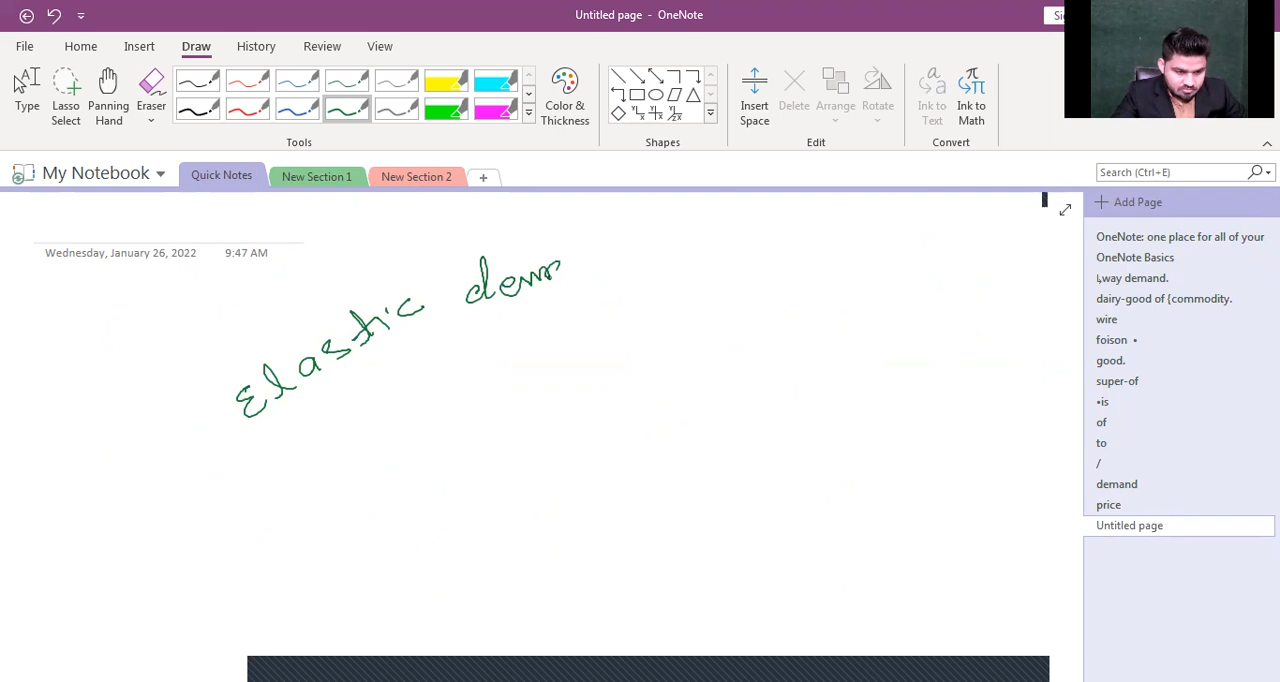 Untitled page - OneNote
File Home Insert Draw History Review View
Type Lasso Select Panning Hand Eraser Color & Thickness Insert Space Delete Arrange Rotate Ink to Text Ink to Math
Tools Shapes Edit Convert
My Notebook Quick Notes New Section 1 New Section 2 Search (Ctrl+E)
Add Page
Wednesday, January 26, 2022 9:47 AM
Elastic dem
OneNote: one place for all of your
OneNote Basics
way demand.
dairy-good of {commodity.
wire
foison •
good.
super-of
•is
of
to
/
demand
price
Untitled page